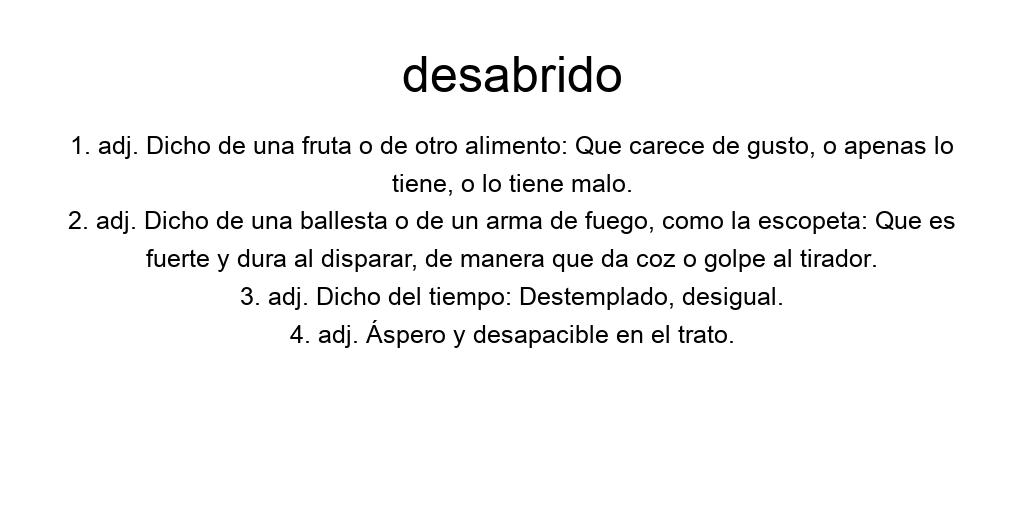 desabrido
1. adj. Dicho de una fruta o de otro alimento: Que carece de gusto, o apenas lo
tiene, o lo tiene malo.
2. adj. Dicho de una ballesta o de un arma de fuego, como la escopeta: Que es
fuerte y dura al disparar, de manera que da coz o golpe al tirador.
3. adj. Dicho del tiempo: Destemplado, desigual.
4. adj. Áspero y desapacible en el trato.